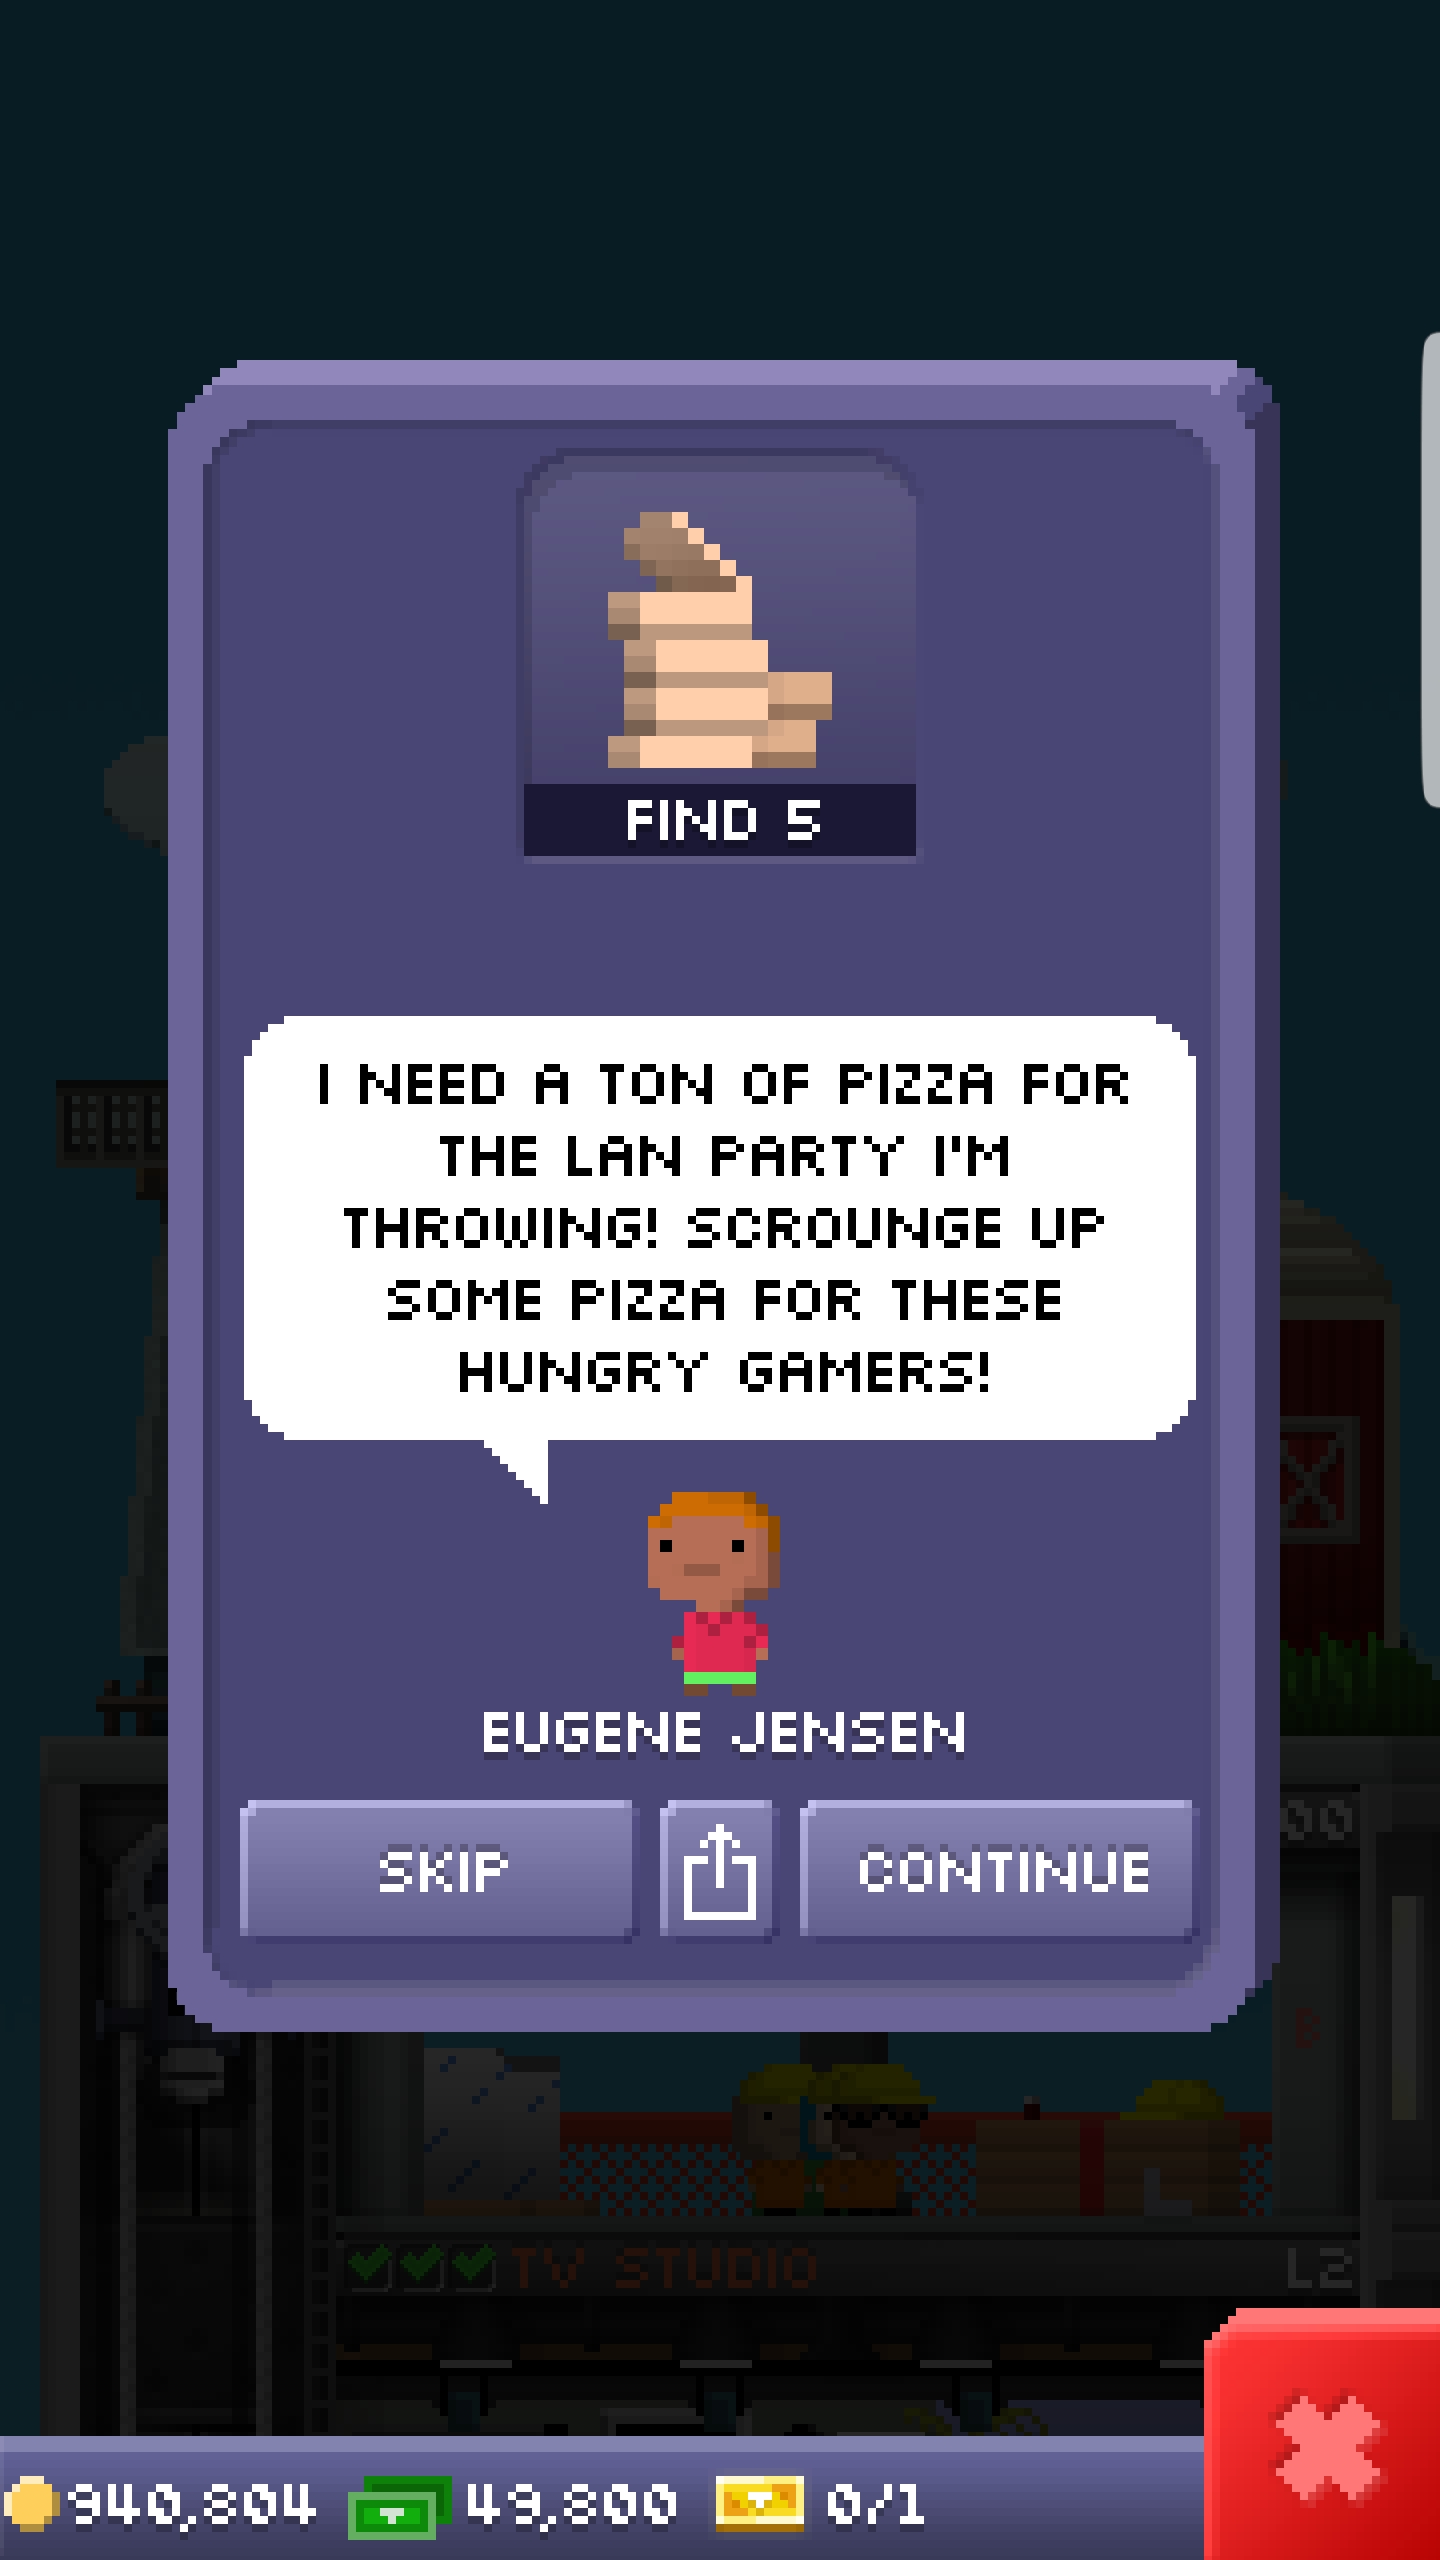 FIND 5
I NEED A TON OF PIZZA FOR
THE LAN PARTY I'M
THROWING! SCROUNGE UP
SOME PIZZA FOR THESE
HUNGRY GAMERS!
EUGENE JENSEN
SKIP
CONTINUE
00
B
TV STUDIO
L2
940,804
49,800
0/1